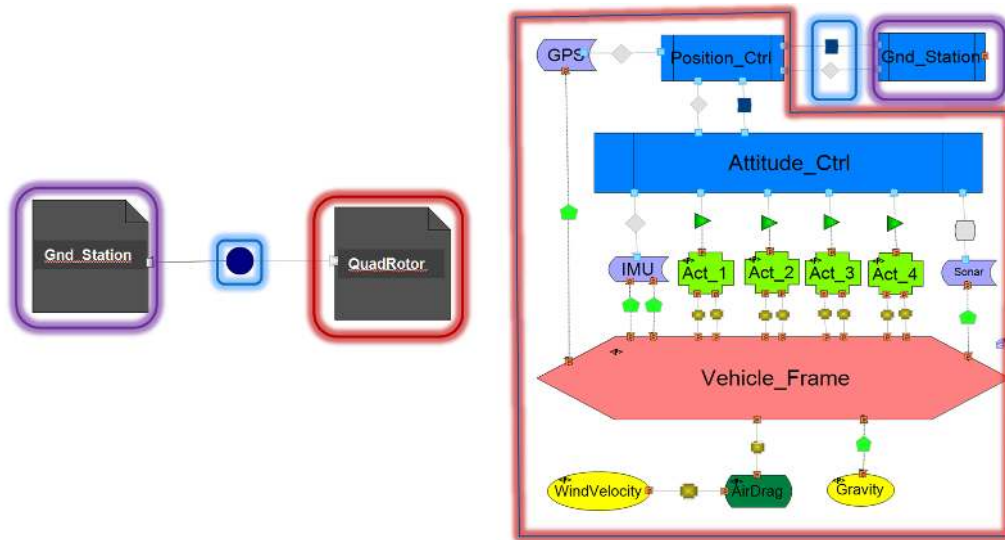 Gnd_Station
QuadRotor
GPS
Position_Ctrl
Gnd_Station
Attitude_Ctrl
IMU
Act_1
Act_2
Act_3
Act_4
Sonar
Vehicle_Frame
WindVelocity
AirDrag
Gravity